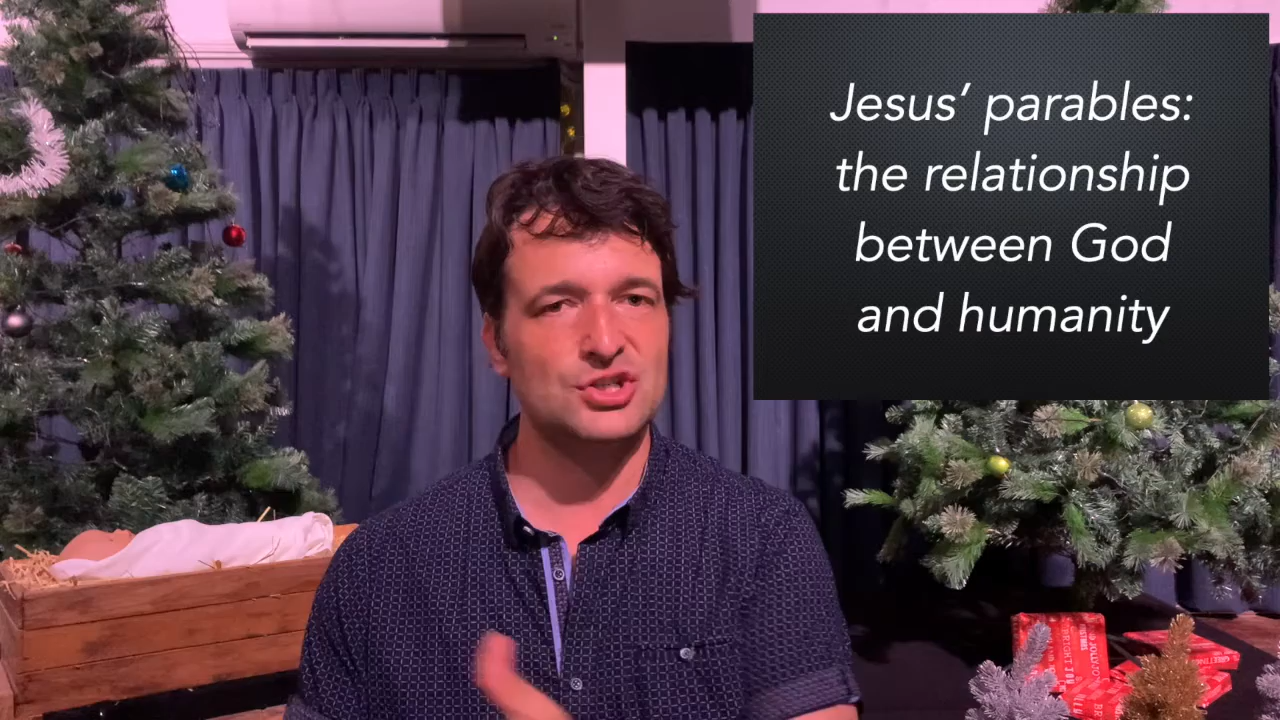 Jesus’ parables:
the relationship
between God
and humanity